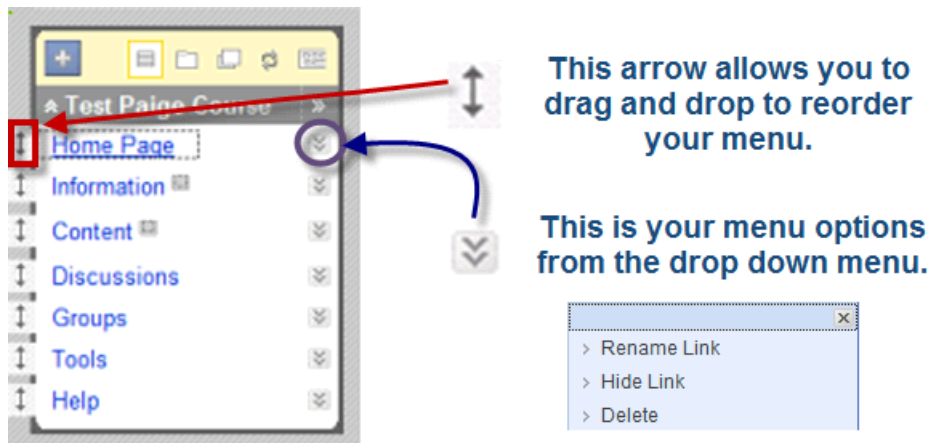 Test Paige Course
Home Page
Information
Content
Discussions
Groups
Tools
Help
This arrow allows you to
drag and drop to reorder
your menu.
This is your menu options
from the drop down menu.
Rename Link
Hide Link
Delete